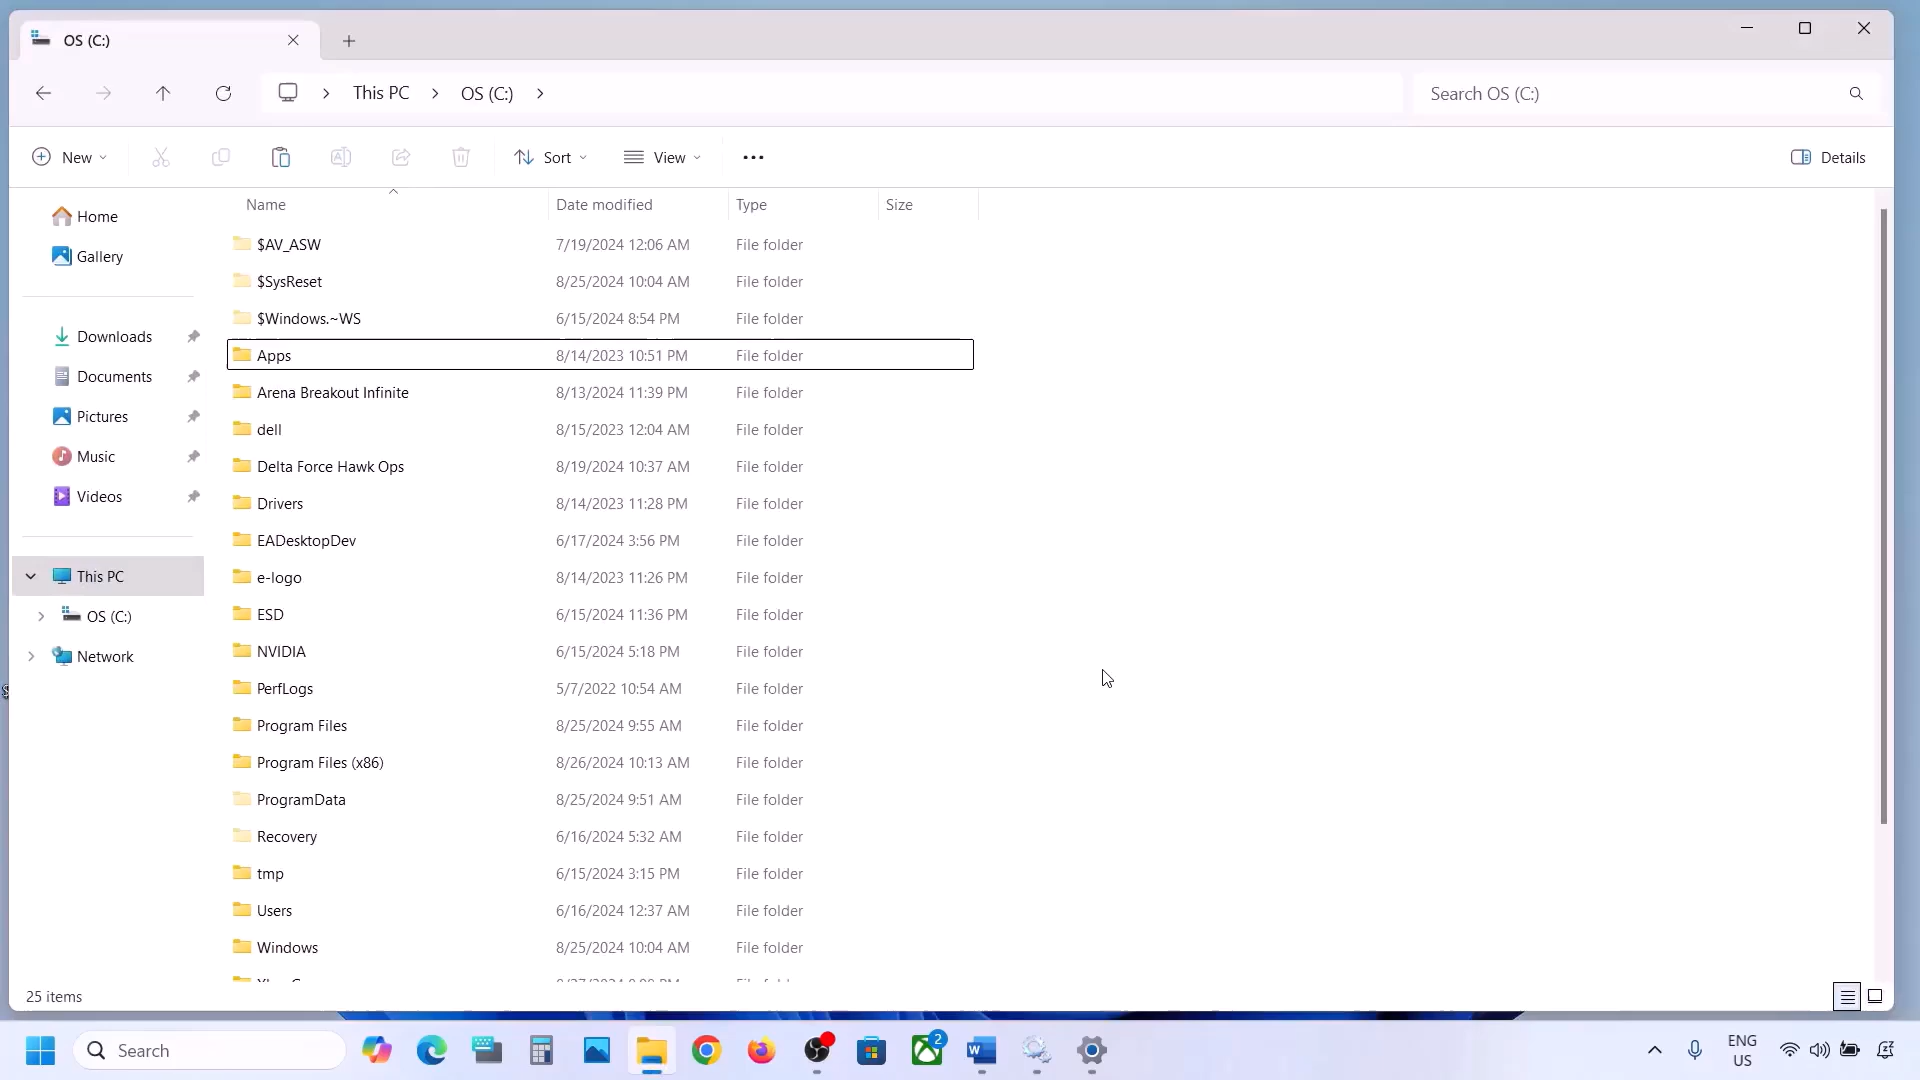 OS (C:)
This PC
OS (C:)
Search OS (C:)
New
Sort
View
Details
Name
Date modified
Type
Size
Home
Gallery
Downloads
Documents
Pictures
Music
Videos
This PC
OS (C:)
Network
$AV_ASW 7/19/2024 12:06 AM File folder
$SysReset 8/25/2024 10:04 AM File folder
$Windows.~WS 6/15/2024 8:54 PM File folder
Apps 8/14/2023 10:51 PM File folder
Arena Breakout Infinite 8/13/2024 11:39 PM File folder
dell 8/15/2023 12:04 AM File folder
Delta Force Hawk Ops 8/19/2024 10:37 AM File folder
Drivers 8/14/2023 11:28 PM File folder
EADesktopDev 6/17/2024 3:56 PM File folder
e-logo 8/14/2023 11:26 PM File folder
ESD 6/15/2024 11:36 PM File folder
NVIDIA 6/15/2024 5:18 PM File folder
PerfLogs 5/7/2022 10:54 AM File folder
Program Files 8/25/2024 9:55 AM File folder
Program Files (x86) 8/26/2024 10:13 AM File folder
ProgramData 8/25/2024 9:51 AM File folder
Recovery 6/16/2024 5:32 AM File folder
tmp 6/15/2024 3:15 PM File folder
Users 6/16/2024 12:37 AM File folder
Windows 8/25/2024 10:04 AM File folder
25 items
Search
2
ENG
US